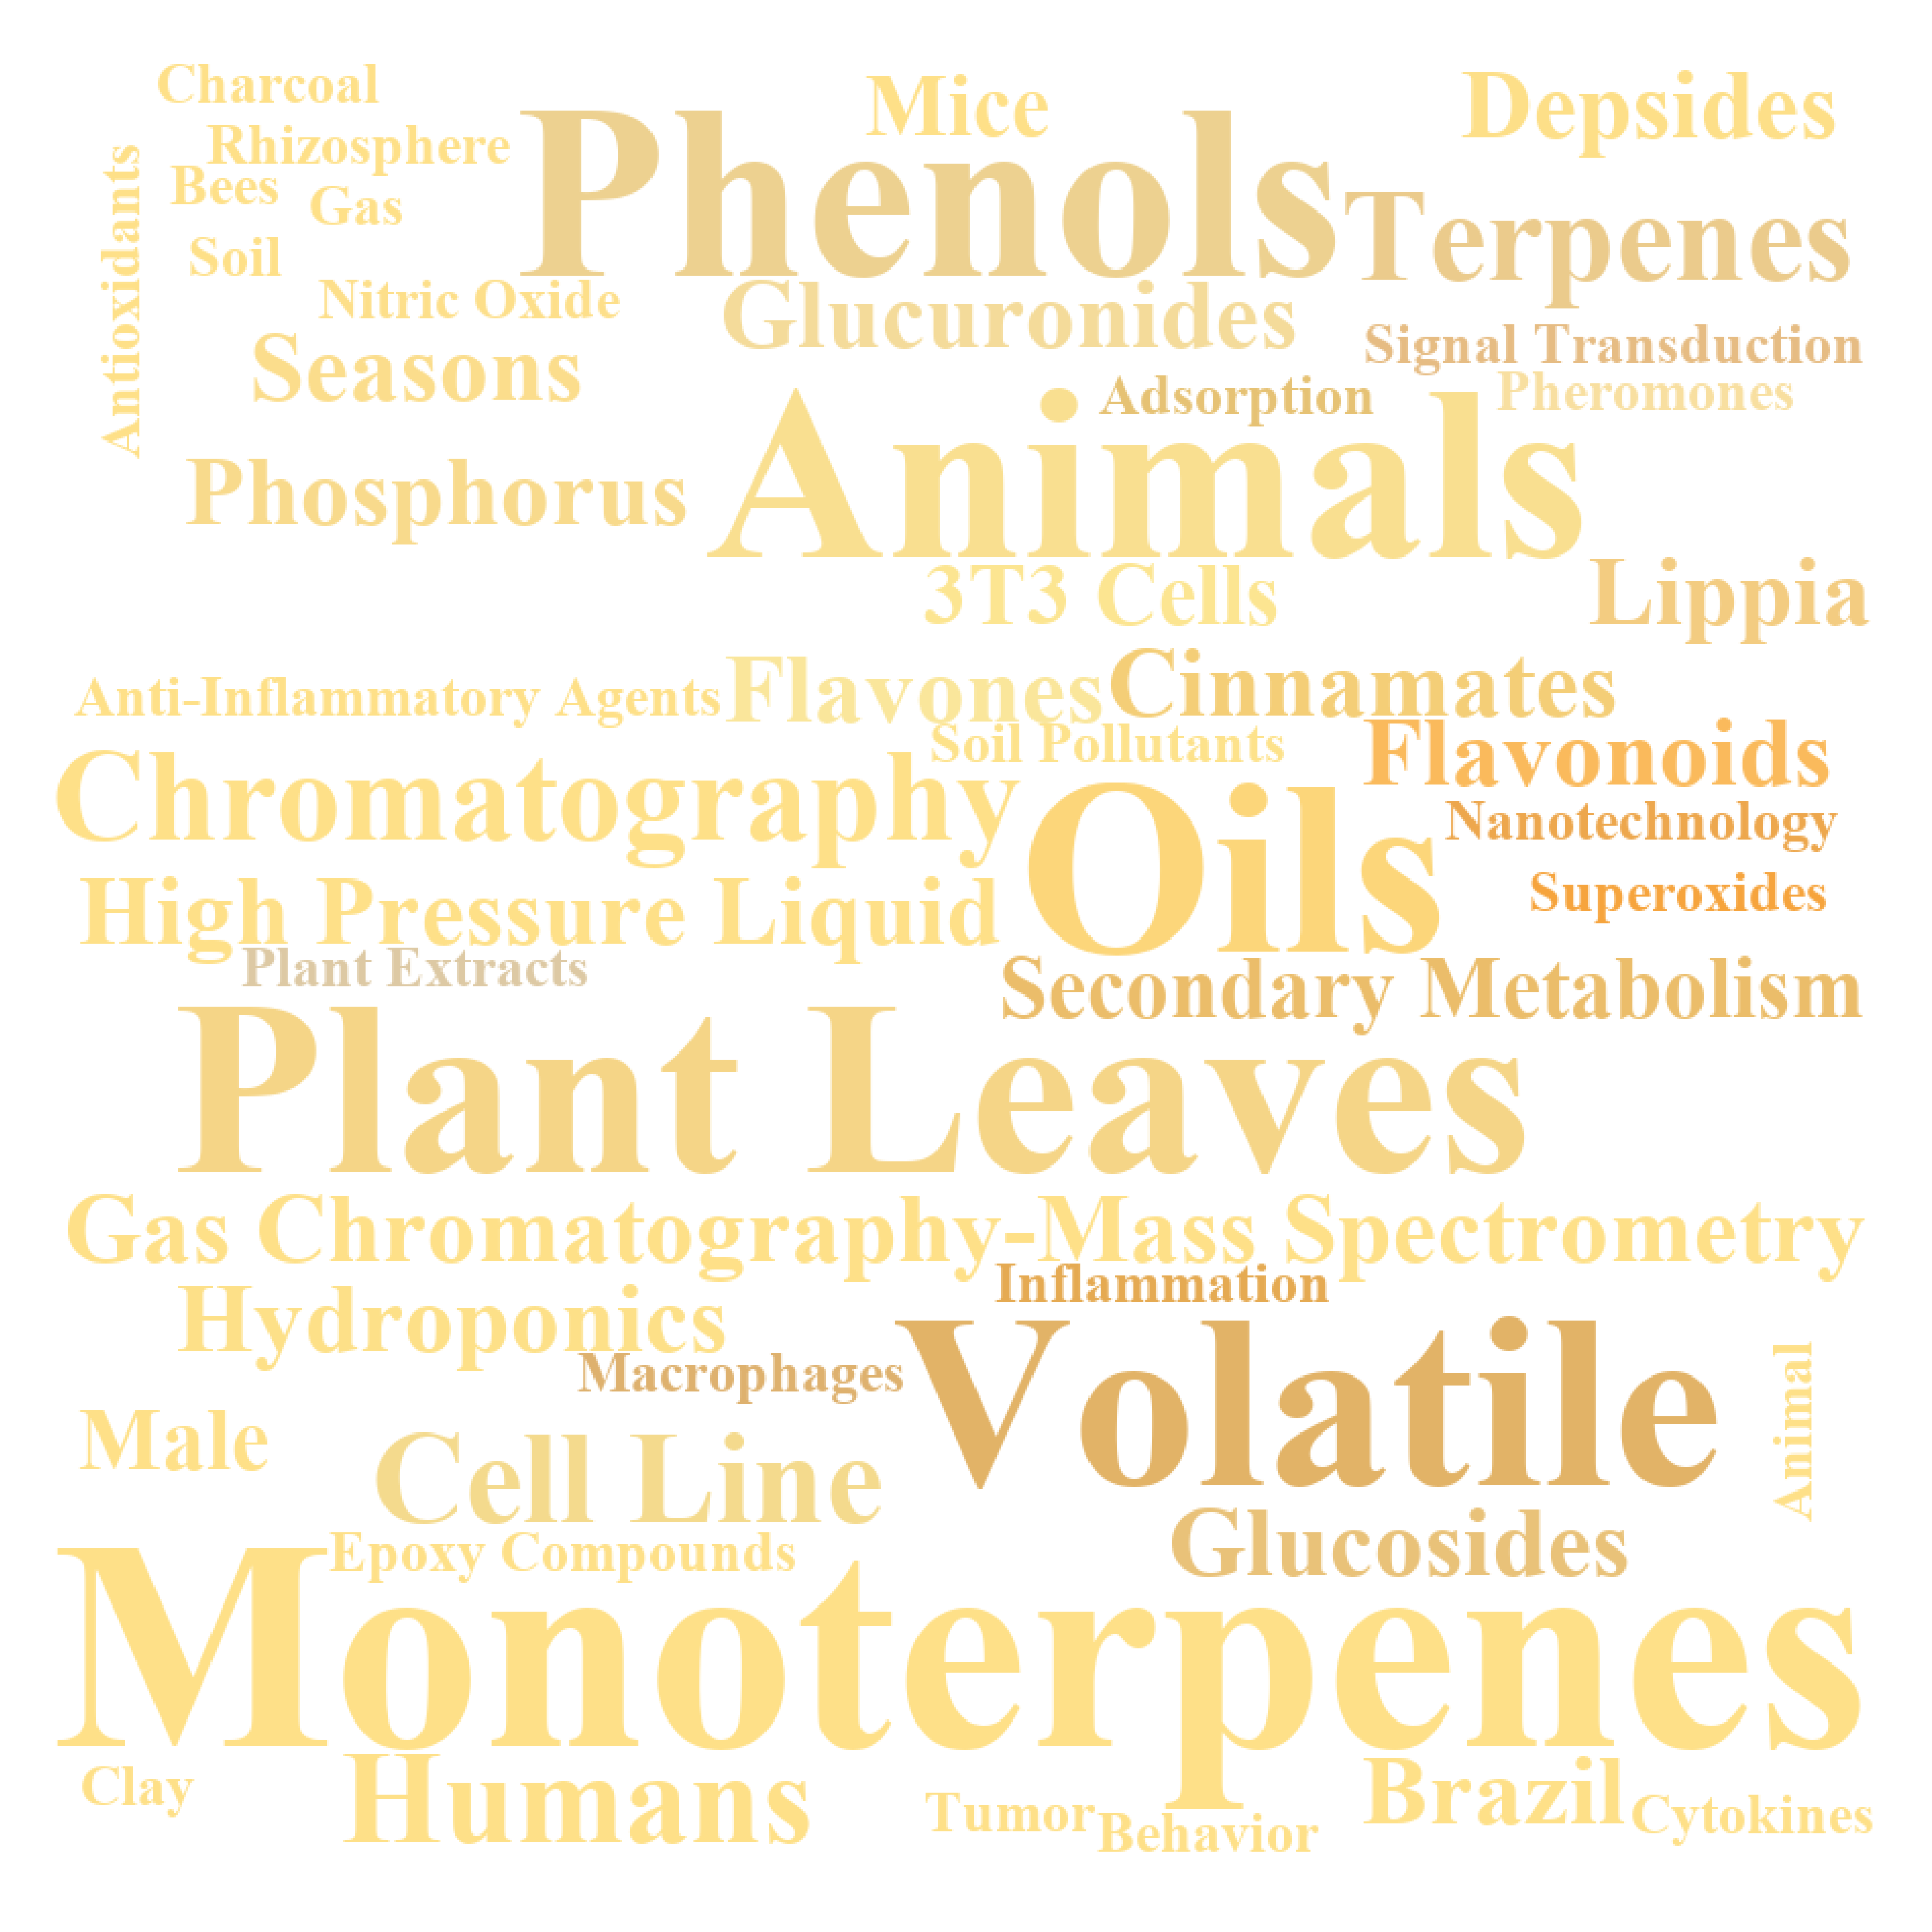 Charcoal
Mice
Depsides
Rhizosphere
Phenols
Bees
Gas
Antioxidants
Terpenes
Soil
Nitric Oxide
Glucuronides
Seasons
Signal Transduction
Adsorption
Pheromones
Animals
Phosphorus
3T3 Cells
Lippia
Anti-Inflammatory Agents
Flavones
Cinnamates
Soil Pollutants
Flavonoids
Chromatography
Oils
Nanotechnology
High Pressure Liquid
Superoxides
Plant Extracts
Secondary Metabolism
Plant Leaves
Gas Chromatography-Mass Spectrometry
Inflammation
Hydroponics
Macrophages
Volatile
Animal
Male
Cell Line
Epoxy Compounds
Glucosides
Monoterpenes
Clay
Humans
Tumor
Behavior
Brazil
Cytokines